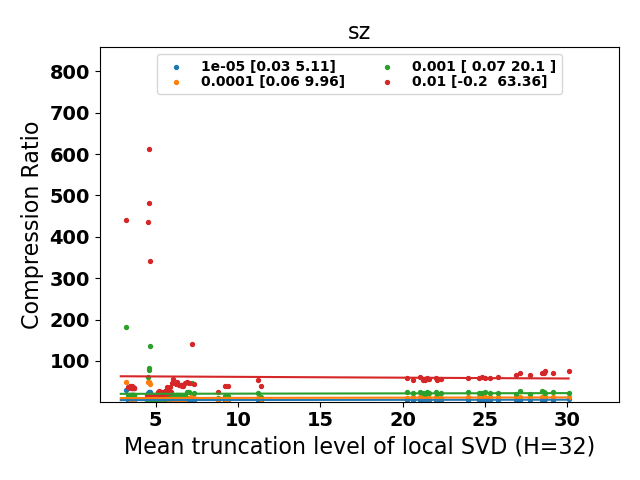 sz
1e-05 [0.03 5.11]
0.0001 [0.06 9.96]
0.001 [ 0.07 20.1 ]
0.01 [-0.2  63.36]
Compression Ratio
800
700
600
500
400
300
200
100
5 10 15 20 25 30
Mean truncation level of local SVD (H=32)